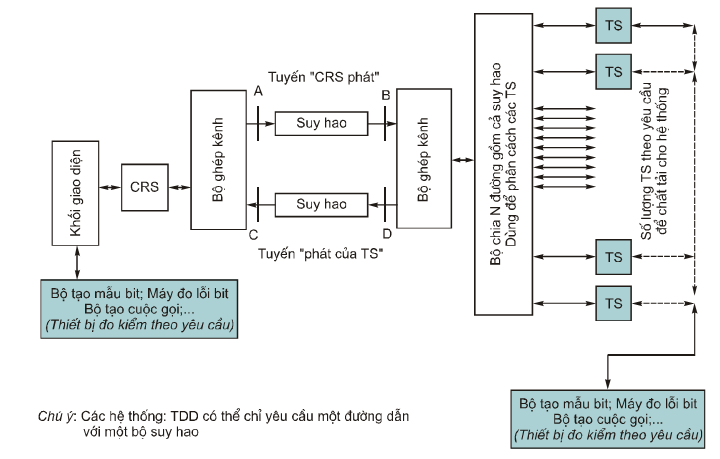 TS
Tuyến "CRS phát"
A
B
TS
Suy hao
Khối giao diện
CRS
Bộ ghép kênh
Bộ ghép kênh
Bộ chia N đường gồm cả suy hao
Dùng để phân cách các TS
Số lượng TS theo yêu cầu
để chất tải cho hệ thống
Suy hao
C
D
Tuyến "phát của TS"
TS
TS
Bộ tạo mẫu bit; Máy đo lỗi bit
Bộ tạo cuộc gọi;...
(Thiết bị đo kiểm theo yêu cầu)
Bộ tạo mẫu bit; Máy đo lỗi bit
Bộ tạo cuộc gọi;...
(Thiết bị đo kiểm theo yêu cầu)
Chú ý: Các hệ thống: TDD có thể chỉ yêu cầu một đường dẫn
với một bộ suy hao